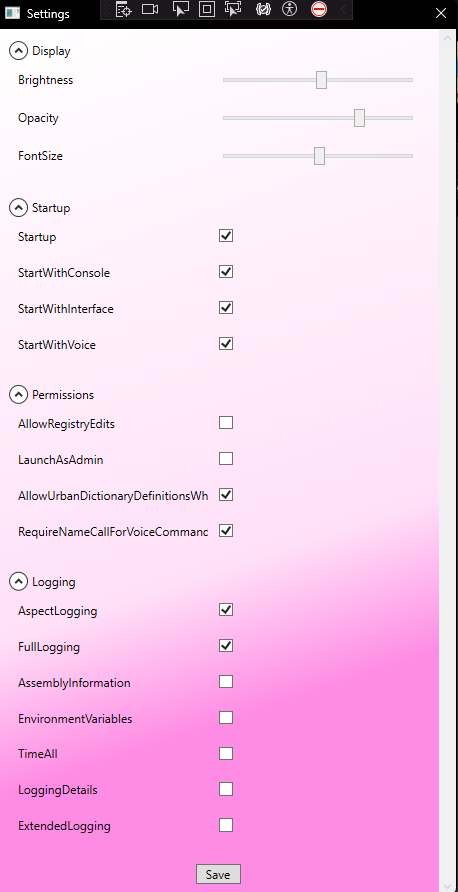 Settings
Display
Brightness
Opacity
FontSize
Startup
Startup
StartWithConsole
StartWithInterface
StartWithVoice
Permissions
AllowRegistryEdits
LaunchAsAdmin
AllowUrbanDictionaryDefinitionsWh
RequireNameCallForVoiceCommand
Logging
AspectLogging
FullLogging
AssemblyInformation
EnvironmentVariables
TimeAll
LoggingDetails
ExtendedLogging
Save